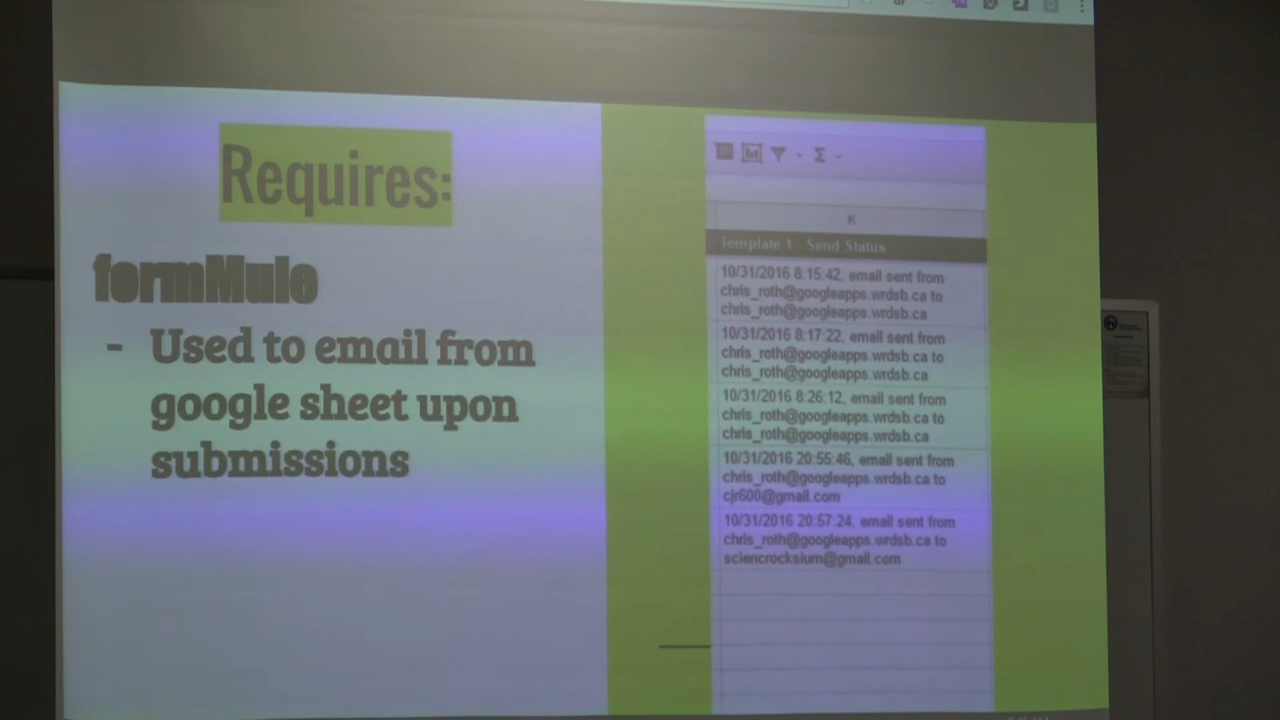 Requires:
formMule
- Used to email from
google sheet upon
submissions
K
Template 1 Send Status
10/31/2016 8:15:42, email sent from
chris_roth@googleapps.wrdsb.ca to
chris_roth@googleapps.wrdsb.ca
10/31/2016 8:17:22, email sent from
chris_roth@googleapps.wrdsb.ca to
chris_roth@googleapps.wrdsb.ca
10/31/2016 8:26:12, email sent from
chris_roth@googleapps.wrdsb.ca to
chris_roth@googleapps.wrdsb.ca
10/31/2016 20:55:46, email sent from
chris_roth@googleapps.wrdsb.ca to
cjr600@gmail.com
10/31/2016 20:57:24, email sent from
chris_roth@googleapps.wrdsb.ca to
sciencrocksium@gmail.com